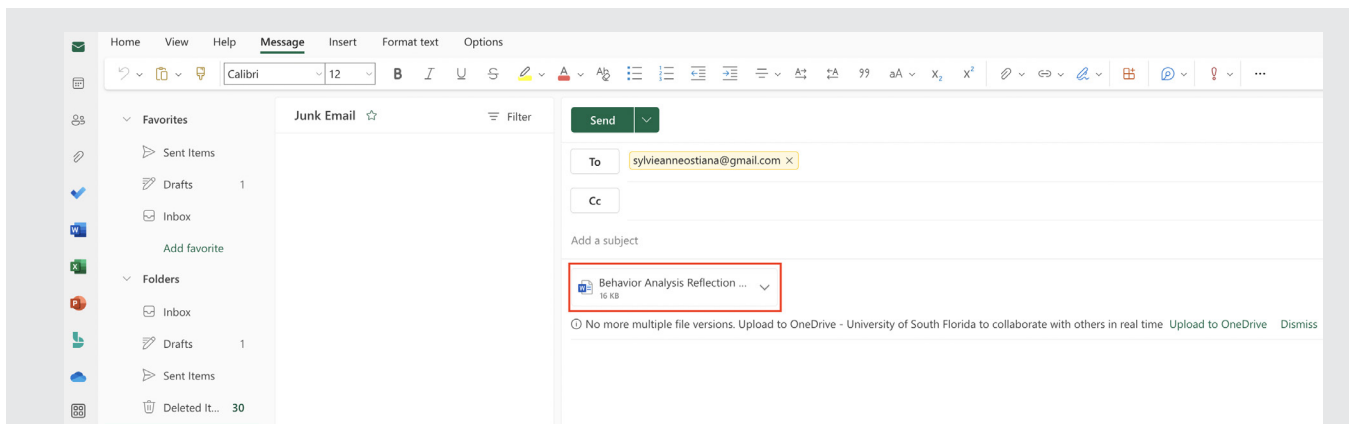 Home View Help Message Insert Format text Options
Calibri 12 B I U S A Ab aA X₂ X²
Favorites
Junk Email
Filter
Send
Sent Items
To sylvieanneostiana@gmail.com
Drafts 1
Cc
Inbox
Add favorite
Add a subject
Folders
Behavior Analysis Reflection ...
16 KB
Inbox
No more multiple file versions. Upload to OneDrive - University of South Florida to collaborate with others in real time Upload to OneDrive Dismiss
Drafts 1
Sent Items
Deleted It... 30